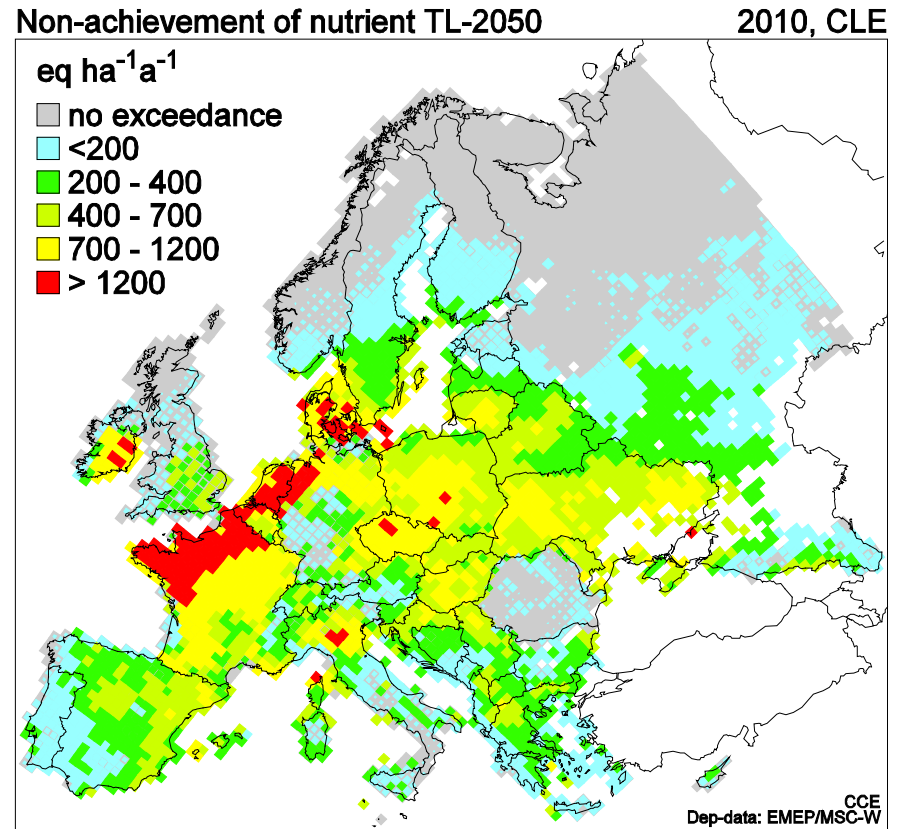 Non-achievement of nutrient TL-2050
2010, CLE
eq ha⁻¹a⁻¹
no exceedance
<200
200 - 400
400 - 700
700 - 1200
> 1200
CCE
Dep-data: EMEP/MSC-W